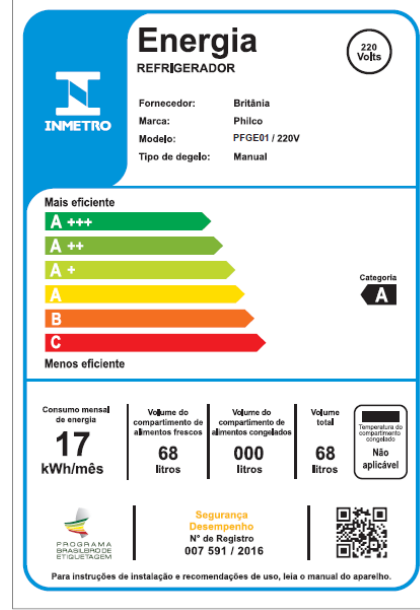 Energia
REFRIGERADOR
220
Volts
INMETRO
Fornecedor: Britânia
Marca: Philco
Modelo: PFGE01 / 220V
Tipo de degelo: Manual
Mais eficiente
A +++
A ++
A +
A
B
C
Menos eficiente
Categoria
A
Consumo mensal
de energia
17
kWh/mês
Volume do
compartimento de
alimentos frescos
68
litros
Volume do
compartimento de
alimentos congelados
000
litros
Volume
total
68
litros
Temperatura do
compartimento
congelado
Não
aplicável
PROGRAMA
BRASILEIRO DE
ETIQUETAGEM
Segurança
Desempenho
N° de Registro
007 591 / 2016
Para instruções de instalação e recomendações de uso, leia o manual do aparelho.